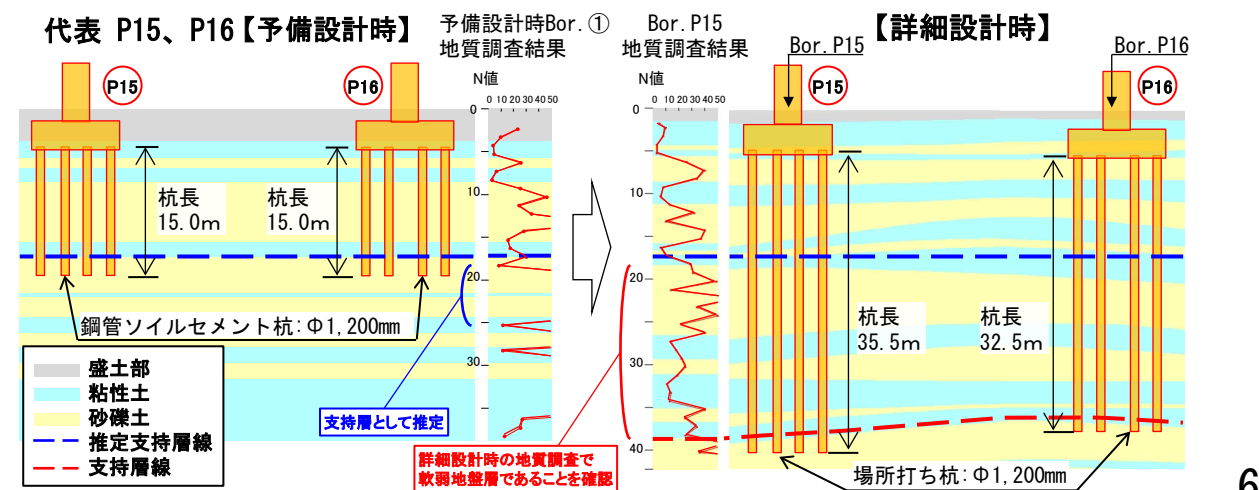 代表 P15、P16【予備設計時】
予備設計時Bor.①
地質調査結果
Bor.P15
地質調査結果
【詳細設計時】
P15
P16
N値
0 10 20 30 40 50
0
10
20
30
杭長
15.0m
杭長
15.0m
鋼管ソイルセメント杭:Φ1,200mm
盛土部
粘性土
砂礫土
推定支持層線
支持層線
支持層として推定
詳細設計時の地質調査で
軟弱地盤層であることを確認
N値
0 10 20 30 40 50
0
10
20
30
40
Bor.P15
Bor.P16
P15
P16
杭長
35.5m
杭長
32.5m
場所打ち杭:Φ1,200mm
6